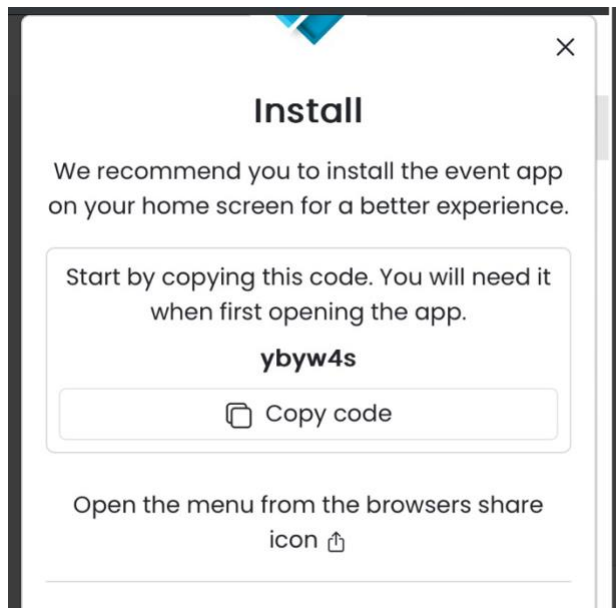 Install
We recommend you to install the event app
on your home screen for a better experience.
Start by copying this code. You will need it
when first opening the app.
ybyw4s
Copy code
Open the menu from the browsers share
icon